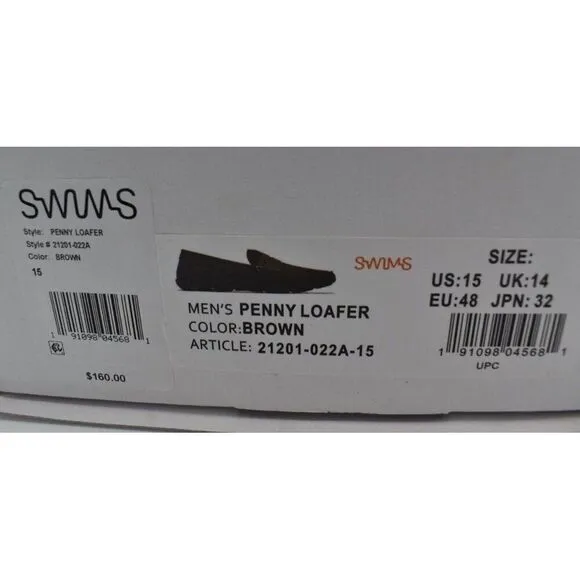 SWIMS
Style: PENNY LOAFER
Style # 21201-022A
Color: BROWN
15
1 91098 04568 1
$160.00
SWIMS
MEN'S PENNY LOAFER
COLOR:BROWN
ARTICLE: 21201-022A-15
SIZE:
US:15 UK:14
EU:48 JPN: 32
1 91098 04568 1
UPC